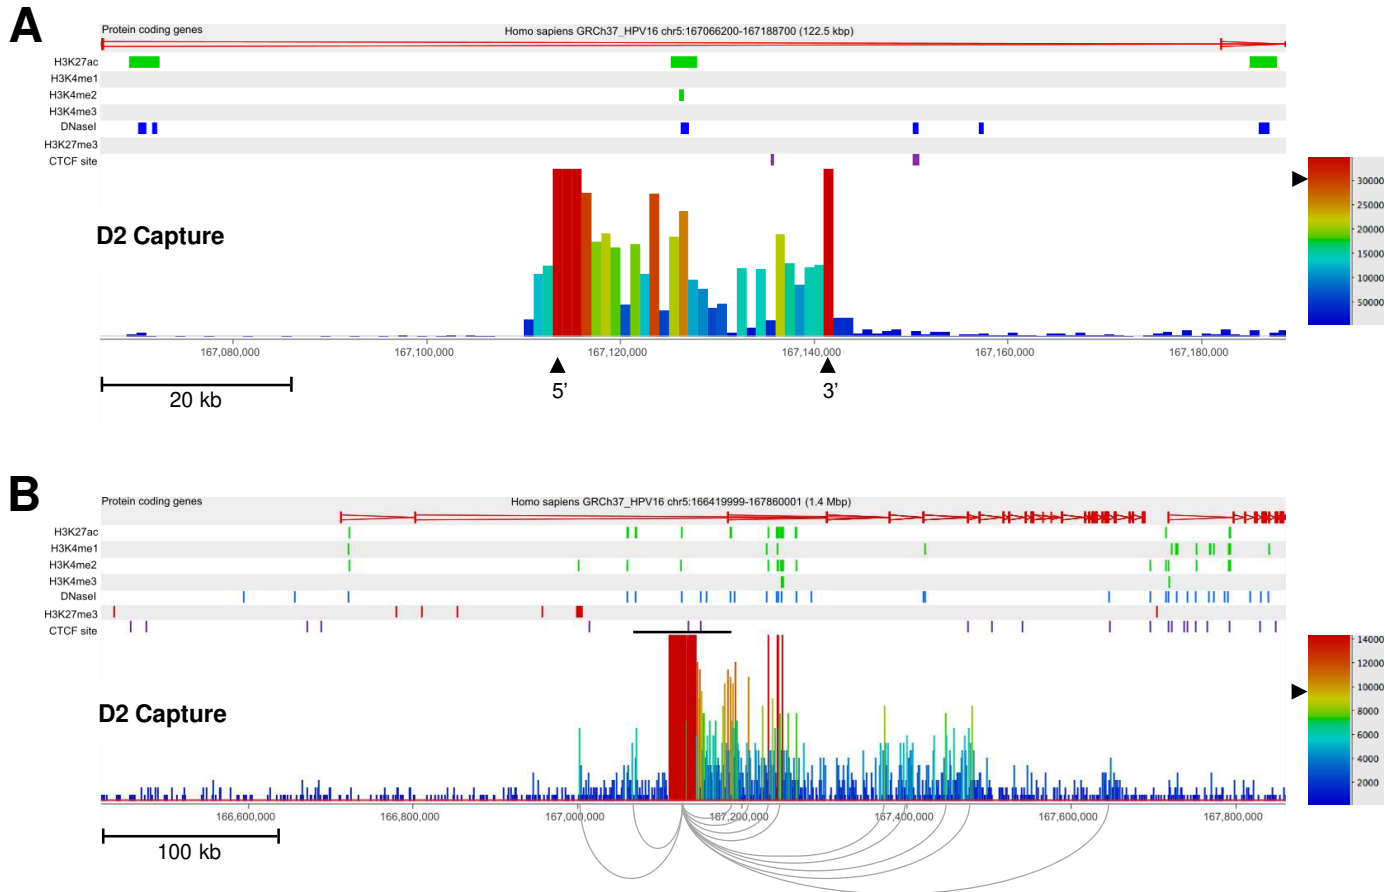 A
Protein coding genes
Homo sapiens GRCh37_HPV16 chr5:167066200-167188700 (122.5 kbp)
H3K27ac
H3K4me1
H3K4me2
H3K4me3
DNaseI
H3K27me3
CTCF site
D2 Capture
30000
25000
20000
15000
10000
50000
167,080,000
167,100,000
167,120,000
167,140,000
167,160,000
167,180,000
20 kb
5’
3’
B
Protein coding genes
Homo sapiens GRCh37_HPV16 chr5:166419999-167860001 (1.4 Mbp)
H3K27ac
H3K4me1
H3K4me2
H3K4me3
DNaseI
H3K27me3
CTCF site
D2 Capture
14000
12000
10000
8000
6000
4000
2000
166,600,000
166,800,000
167,000,000
167,200,000
167,400,000
167,600,000
167,800,000
100 kb